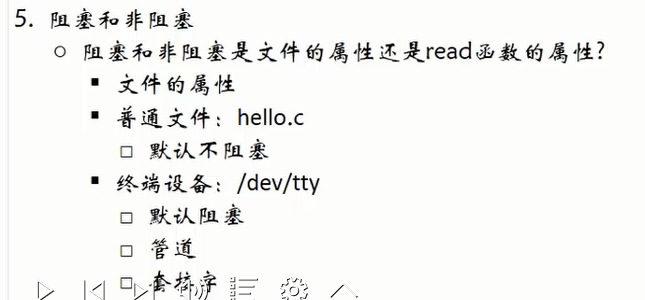 5. 阻塞和非阻塞
阻塞和非阻塞是文件的属性还是read函数的属性?
文件的属性
普通文件：hello.c
默认不阻塞
终端设备：/dev/tty
默认阻塞
管道
套接字